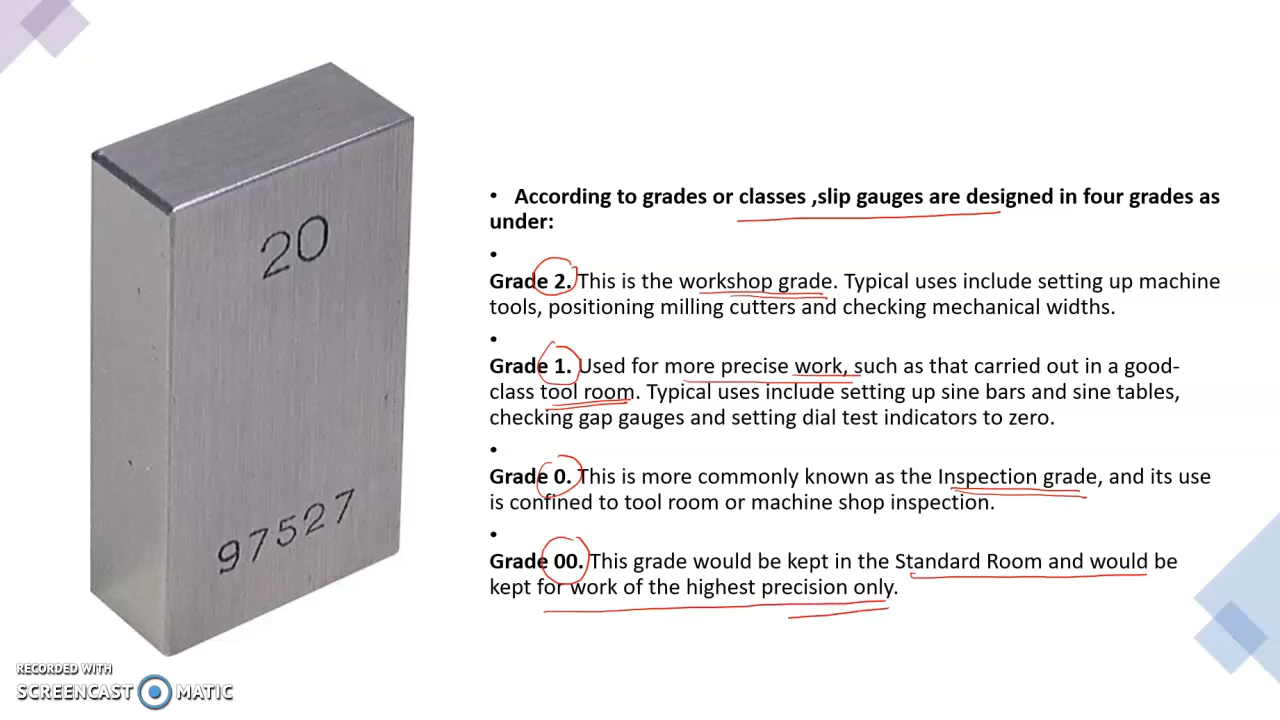 20
97527
• According to grades or classes ,slip gauges are designed in four grades as
under:
•
Grade 2. This is the workshop grade. Typical uses include setting up machine
tools, positioning milling cutters and checking mechanical widths.
•
Grade 1. Used for more precise work, such as that carried out in a good-
class tool room. Typical uses include setting up sine bars and sine tables,
checking gap gauges and setting dial test indicators to zero.
•
Grade 0. This is more commonly known as the Inspection grade, and its use
is confined to tool room or machine shop inspection.
•
Grade 00. This grade would be kept in the Standard Room and would be
kept for work of the highest precision only.
RECORDED WITH
SCREENCAST MATIC